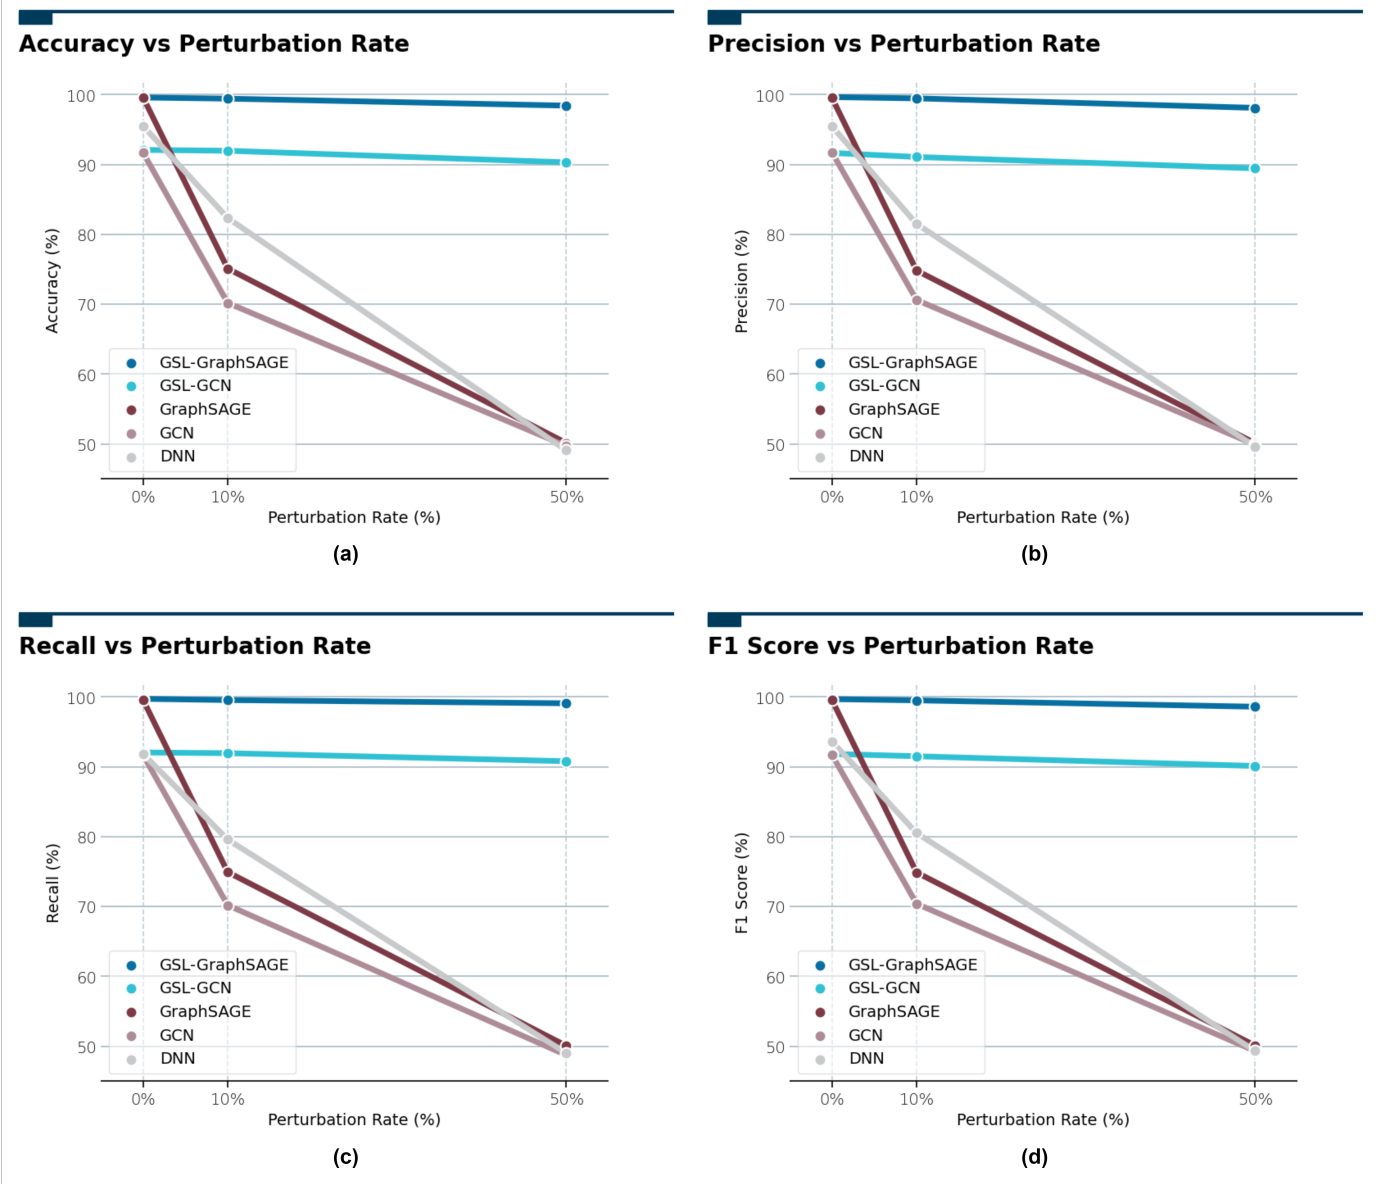 Accuracy vs Perturbation Rate
100
90
80
70
60
50
Accuracy (%)
GSL-GraphSAGE
GSL-GCN
GraphSAGE
GCN
DNN
0% 10% 50%
Perturbation Rate (%)
(a)
Precision vs Perturbation Rate
100
90
80
70
60
50
Precision (%)
GSL-GraphSAGE
GSL-GCN
GraphSAGE
GCN
DNN
0% 10% 50%
Perturbation Rate (%)
(b)
Recall vs Perturbation Rate
100
90
80
70
60
50
Recall (%)
GSL-GraphSAGE
GSL-GCN
GraphSAGE
GCN
DNN
0% 10% 50%
Perturbation Rate (%)
(c)
F1 Score vs Perturbation Rate
100
90
80
70
60
50
F1 Score (%)
GSL-GraphSAGE
GSL-GCN
GraphSAGE
GCN
DNN
0% 10% 50%
Perturbation Rate (%)
(d)